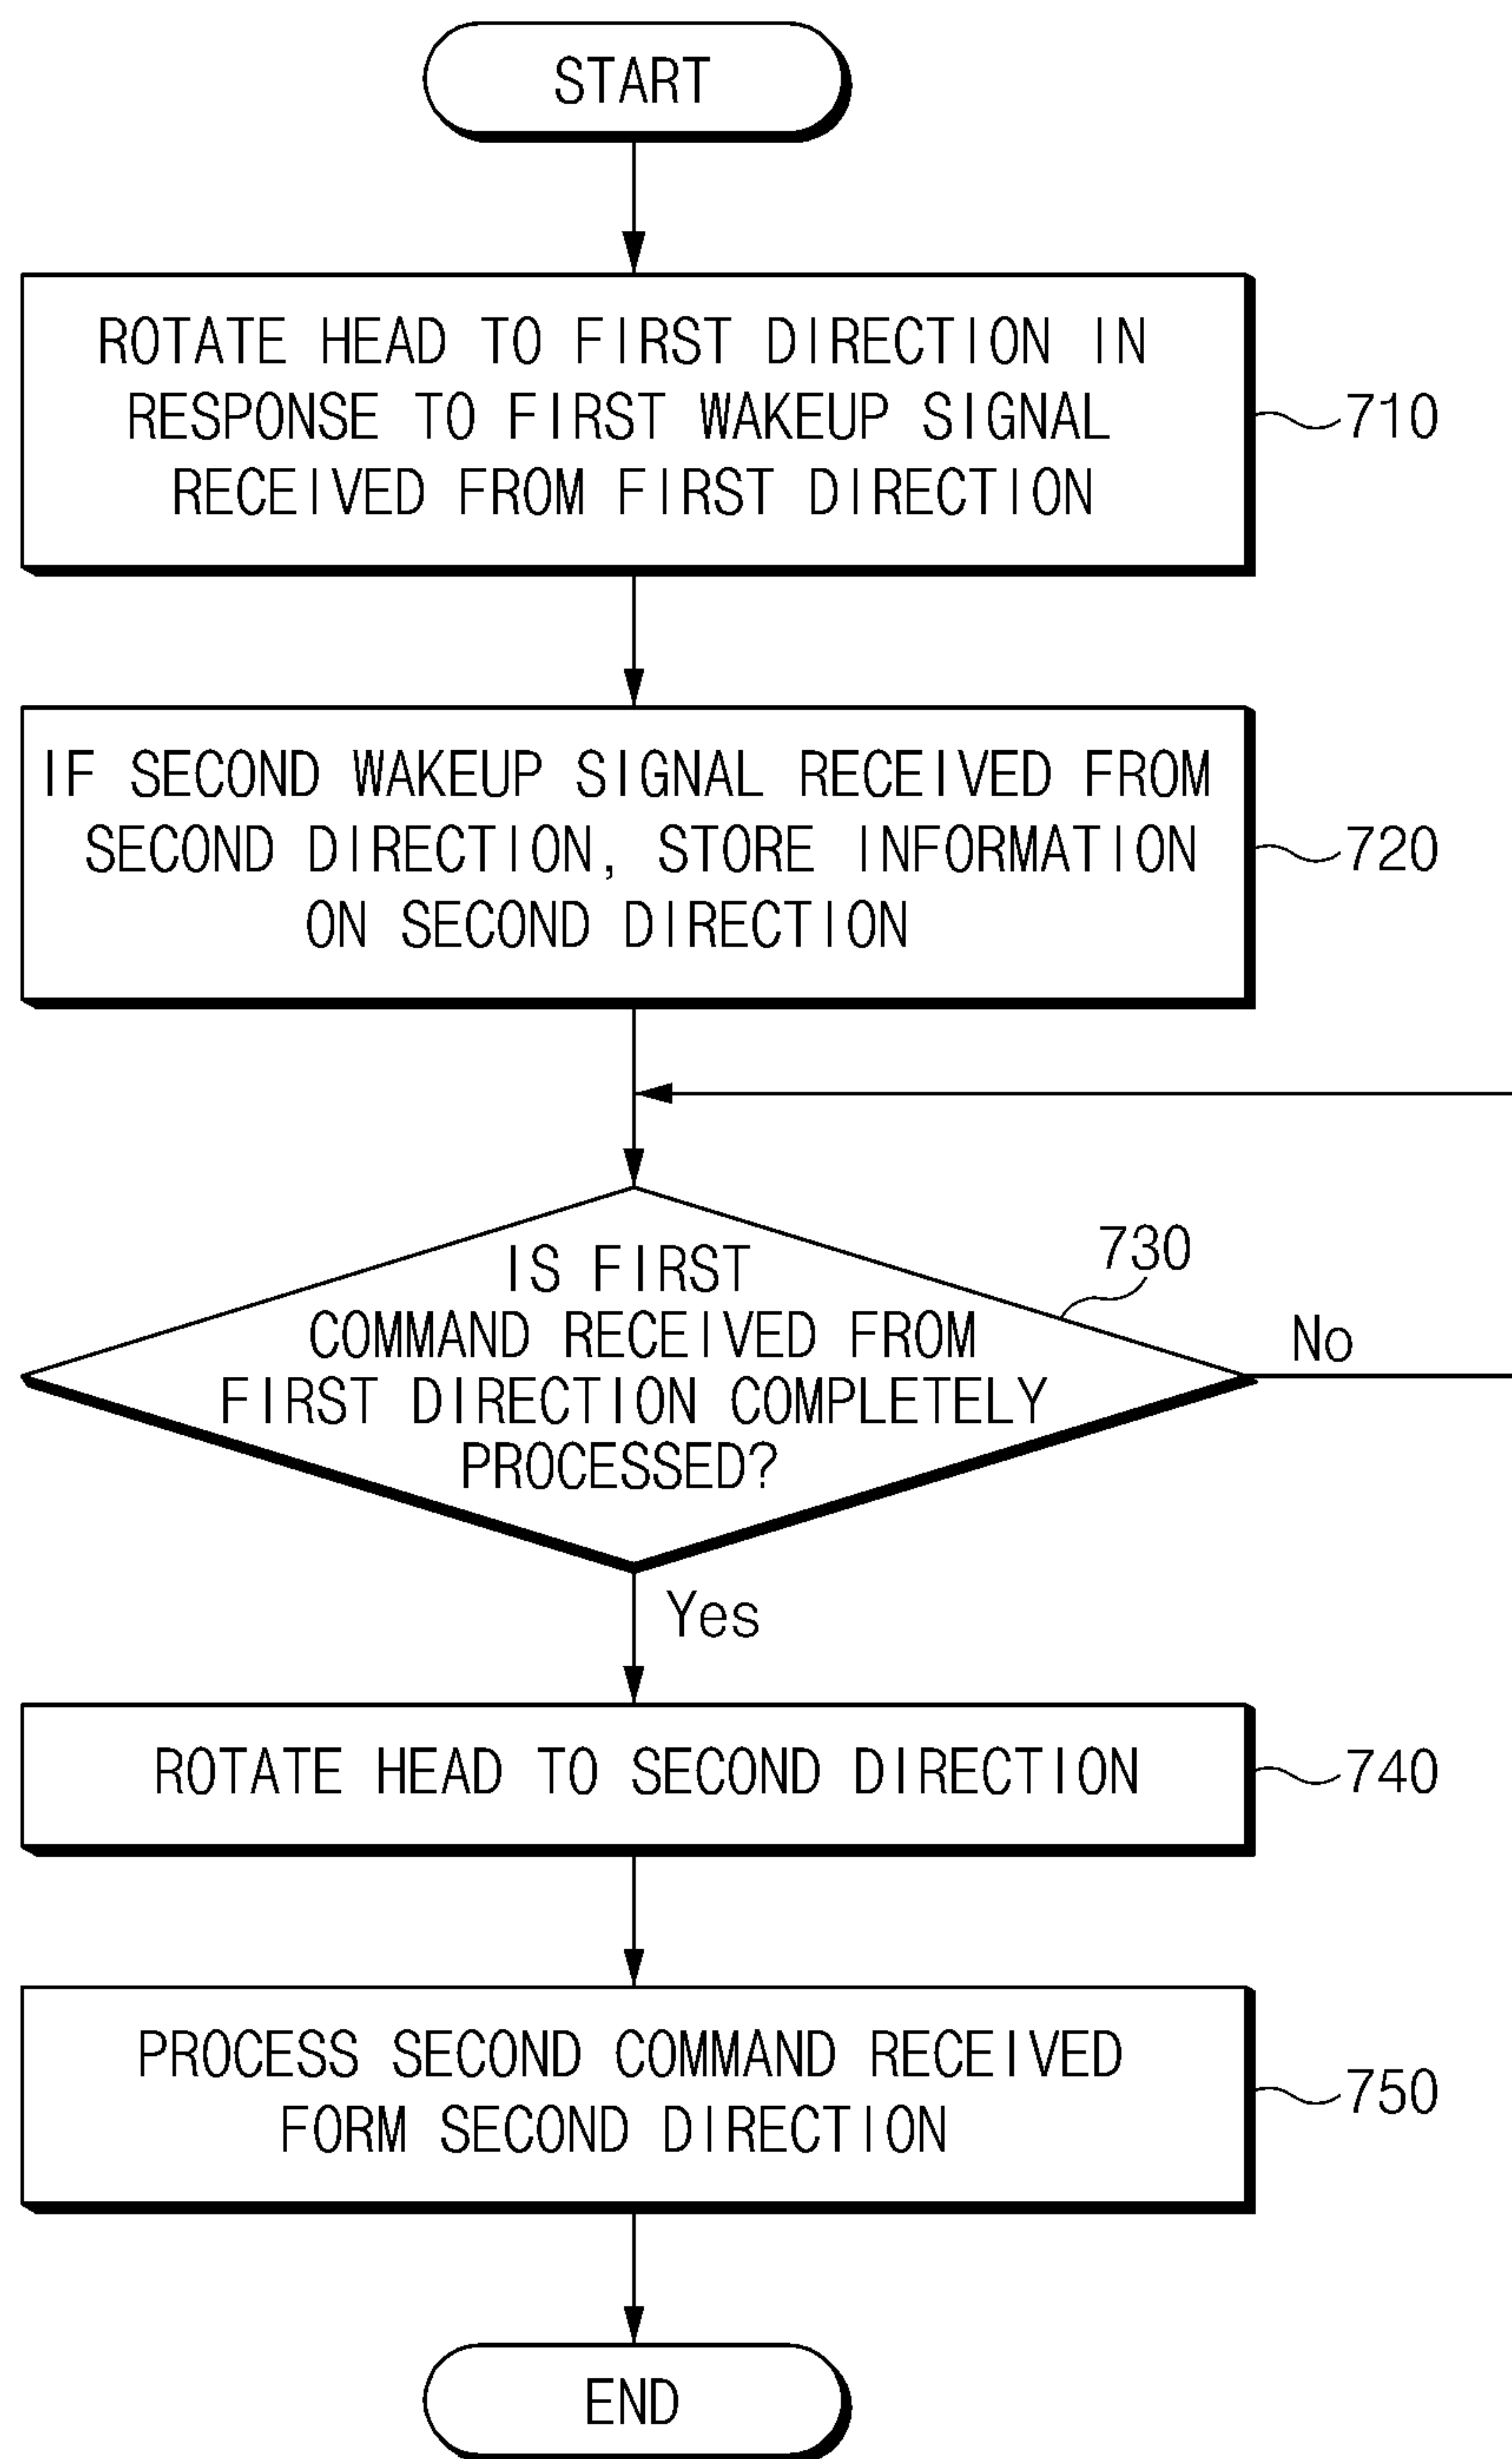 START
ROTATE HEAD TO FIRST DIRECTION IN
RESPONSE TO FIRST WAKEUP SIGNAL
RECEIVED FROM FIRST DIRECTION
710
IF SECOND WAKEUP SIGNAL RECEIVED FROM
SECOND DIRECTION, STORE INFORMATION
ON SECOND DIRECTION
720
730
IS FIRST
COMMAND RECEIVED FROM
FIRST DIRECTION COMPLETELY
PROCESSED?
No
Yes
ROTATE HEAD TO SECOND DIRECTION
740
PROCESS SECOND COMMAND RECEIVED
FORM SECOND DIRECTION
750
END